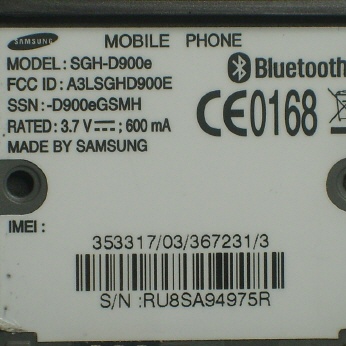 SAMSUNG MOBILE PHONE
MODEL: SGH-D900e
FCC ID: A3LSGHD900E
SSN: -D900eGSMH
RATED: 3.7 V ⎓; 600 mA
MADE BY SAMSUNG
Bluetooth
CE0168
IMEI :
353317/03/367231/3
S/N :RU8SA94975R